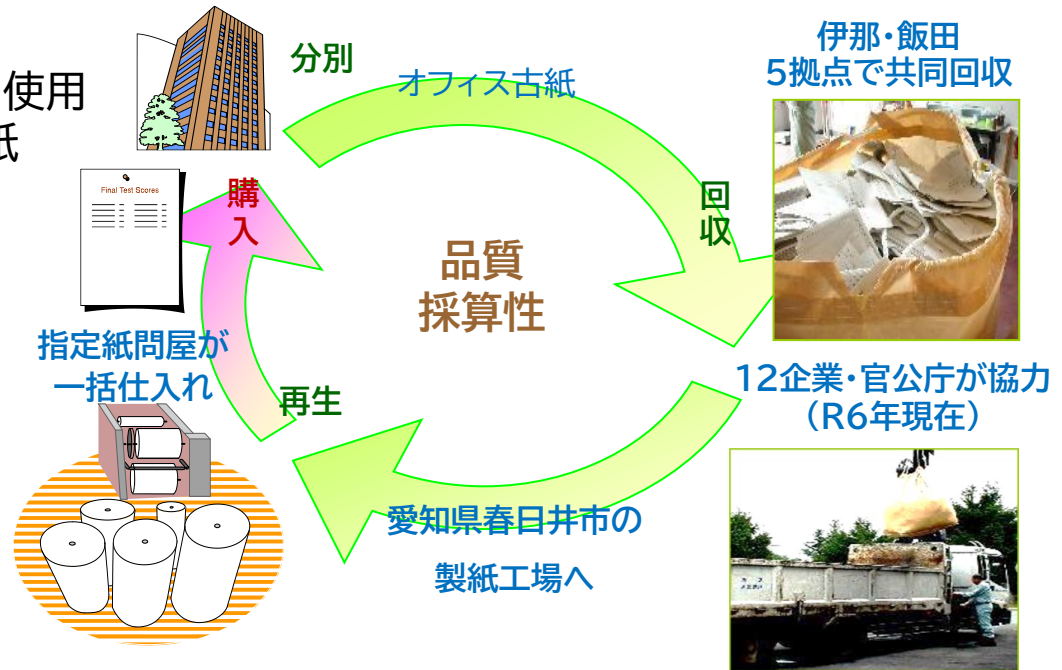 使用
紙
分別
オフィス古紙
伊那・飯田
5拠点で共同回収
回
収
購
入
Final Test Scores
品質
採算性
指定紙問屋が
一括仕入れ
再生
12企業・官公庁が協力
（R6年現在）
愛知県春日井市の
製紙工場へ